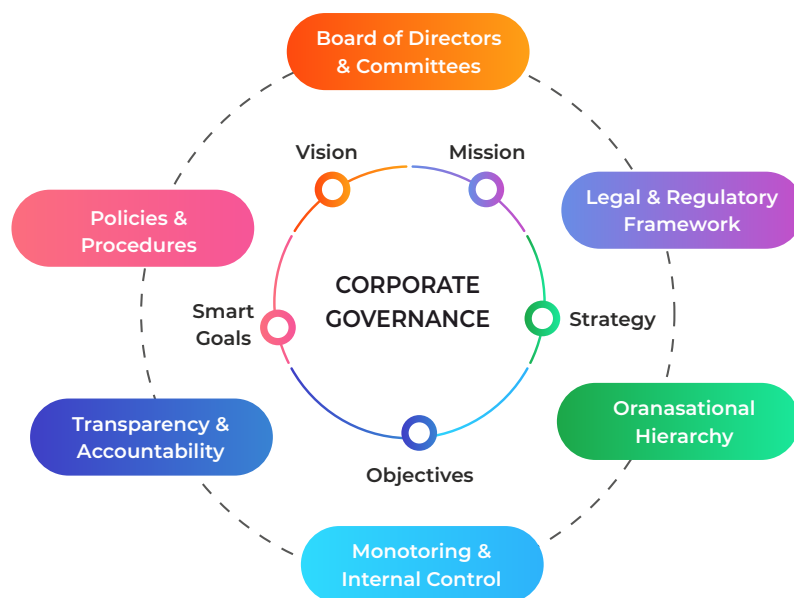 Board of Directors
& Committees
Vision
Mission
Policies &
Procedures
Legal & Regulatory
Framework
CORPORATE
GOVERNANCE
Smart
Goals
Strategy
Transparency &
Accountability
Oranasational
Hierarchy
Objectives
Monotoring &
Internal Control